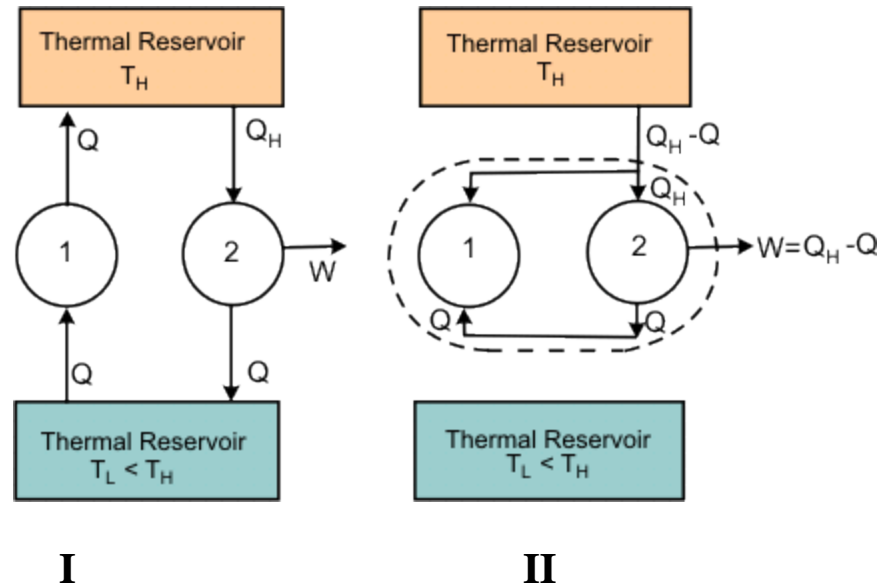 Thermal Reservoir
T_H
Q
Q_H
1
2
W
Q
Q
Thermal Reservoir
T_L < T_H
I
Thermal Reservoir
T_H
Q_H -Q
Q_H
1
2
W=Q_H -Q
Q
Q
Thermal Reservoir
T_L < T_H
II